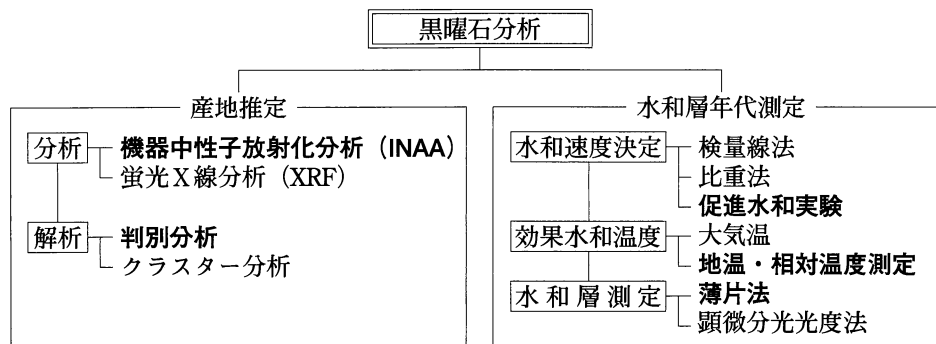 黒曜石分析
産地推定
分析
機器中性子放射化分析（INAA）
蛍光X線分析（XRF）
解析
判別分析
クラスター分析
水和層年代測定
水和速度決定
検量線法
比重法
促進水和実験
効果水和温度
大気温
地温・相対温度測定
水和層測定
薄片法
顕微分光光度法